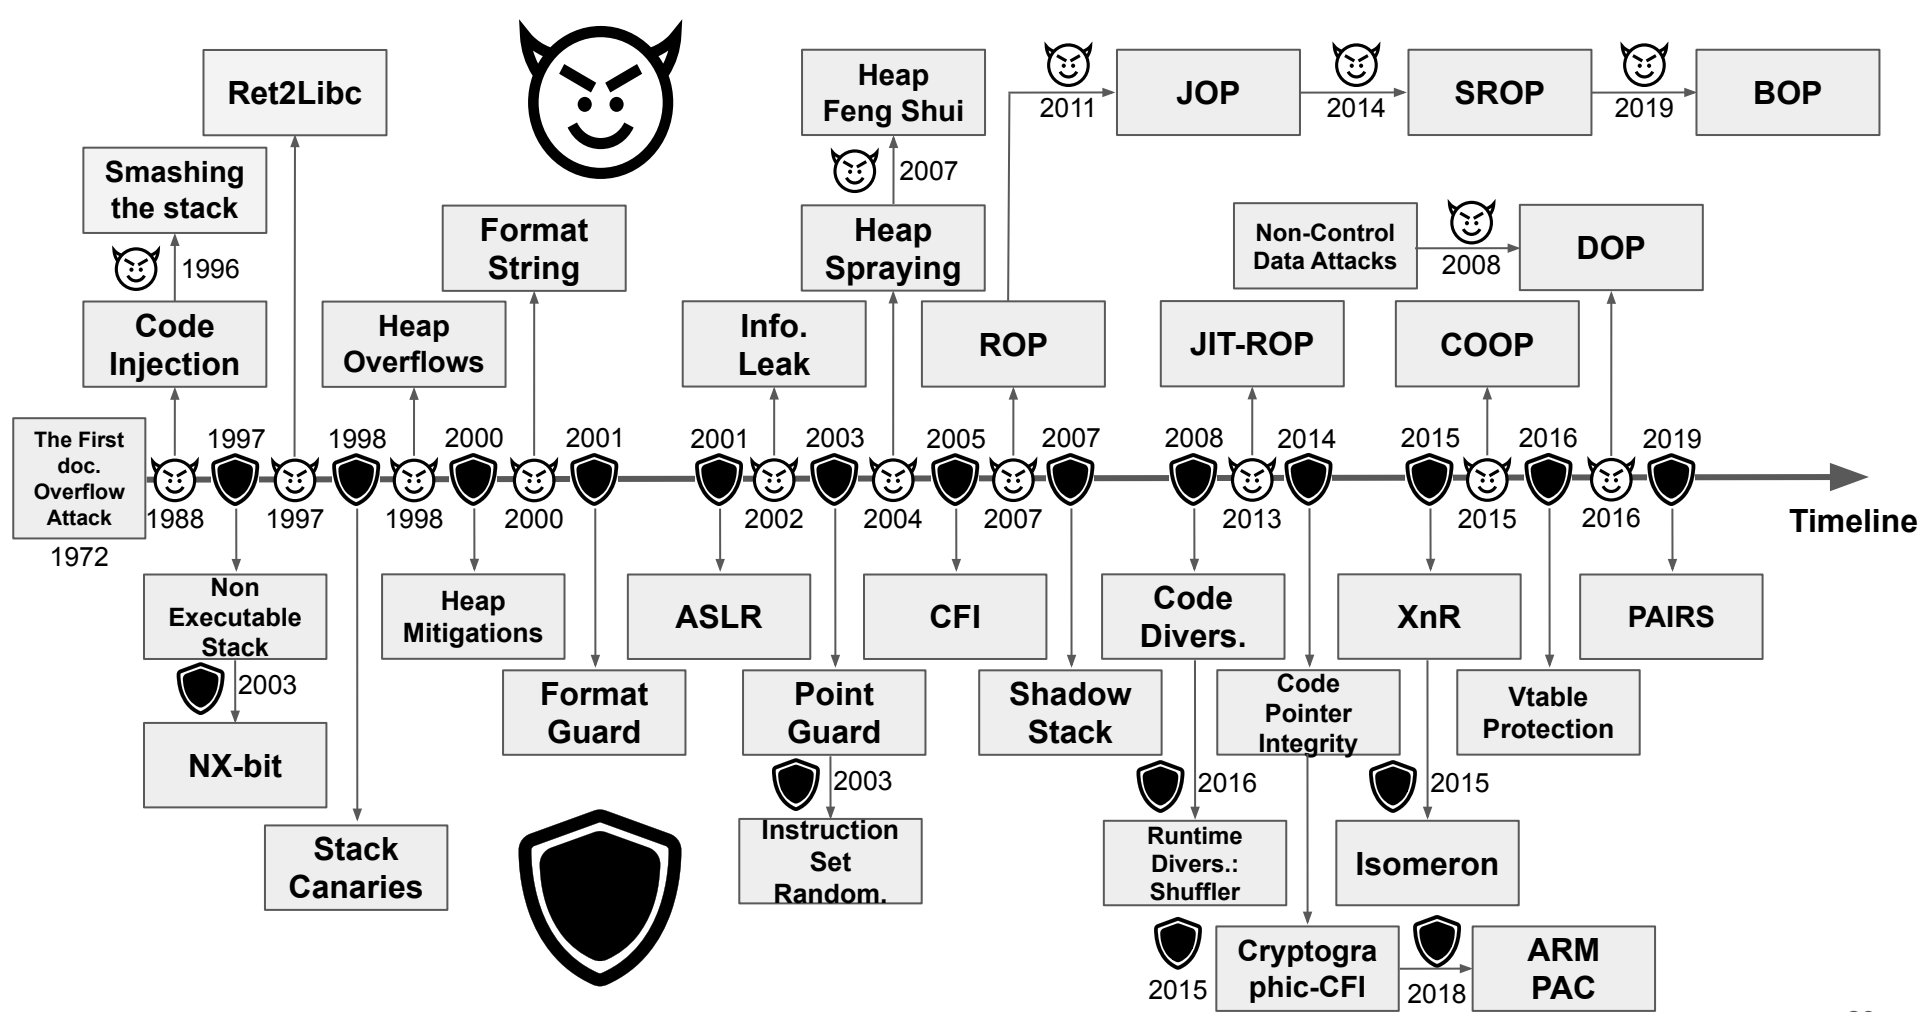 Ret2Libc
Heap
Feng Shui
2011
JOP
2014
SROP
2019
BOP
Smashing
the stack
1996
2007
Format
String
Heap
Spraying
Non-Control
Data Attacks
2008
DOP
Code
Injection
Heap
Overflows
Info.
Leak
ROP
JIT-ROP
COOP
The First
doc.
Overflow
Attack
1972
1997
1998
2000
2001
2001
2003
2005
2007
2008
2014
2015
2016
2019
1988
1997
1998
2000
2002
2004
2007
2013
2015
2016
Timeline
Non
Executable
Stack
Heap
Mitigations
ASLR
CFI
Code
Divers.
XnR
PAIRS
2003
NX-bit
Format
Guard
Point
Guard
Shadow
Stack
Code
Pointer
Integrity
Vtable
Protection
2003
2016
2015
Stack
Canaries
Instruction
Set
Random.
Runtime
Divers.:
Shuffler
Isomeron
2015
Cryptogra
phic-CFI
2018
ARM
PAC